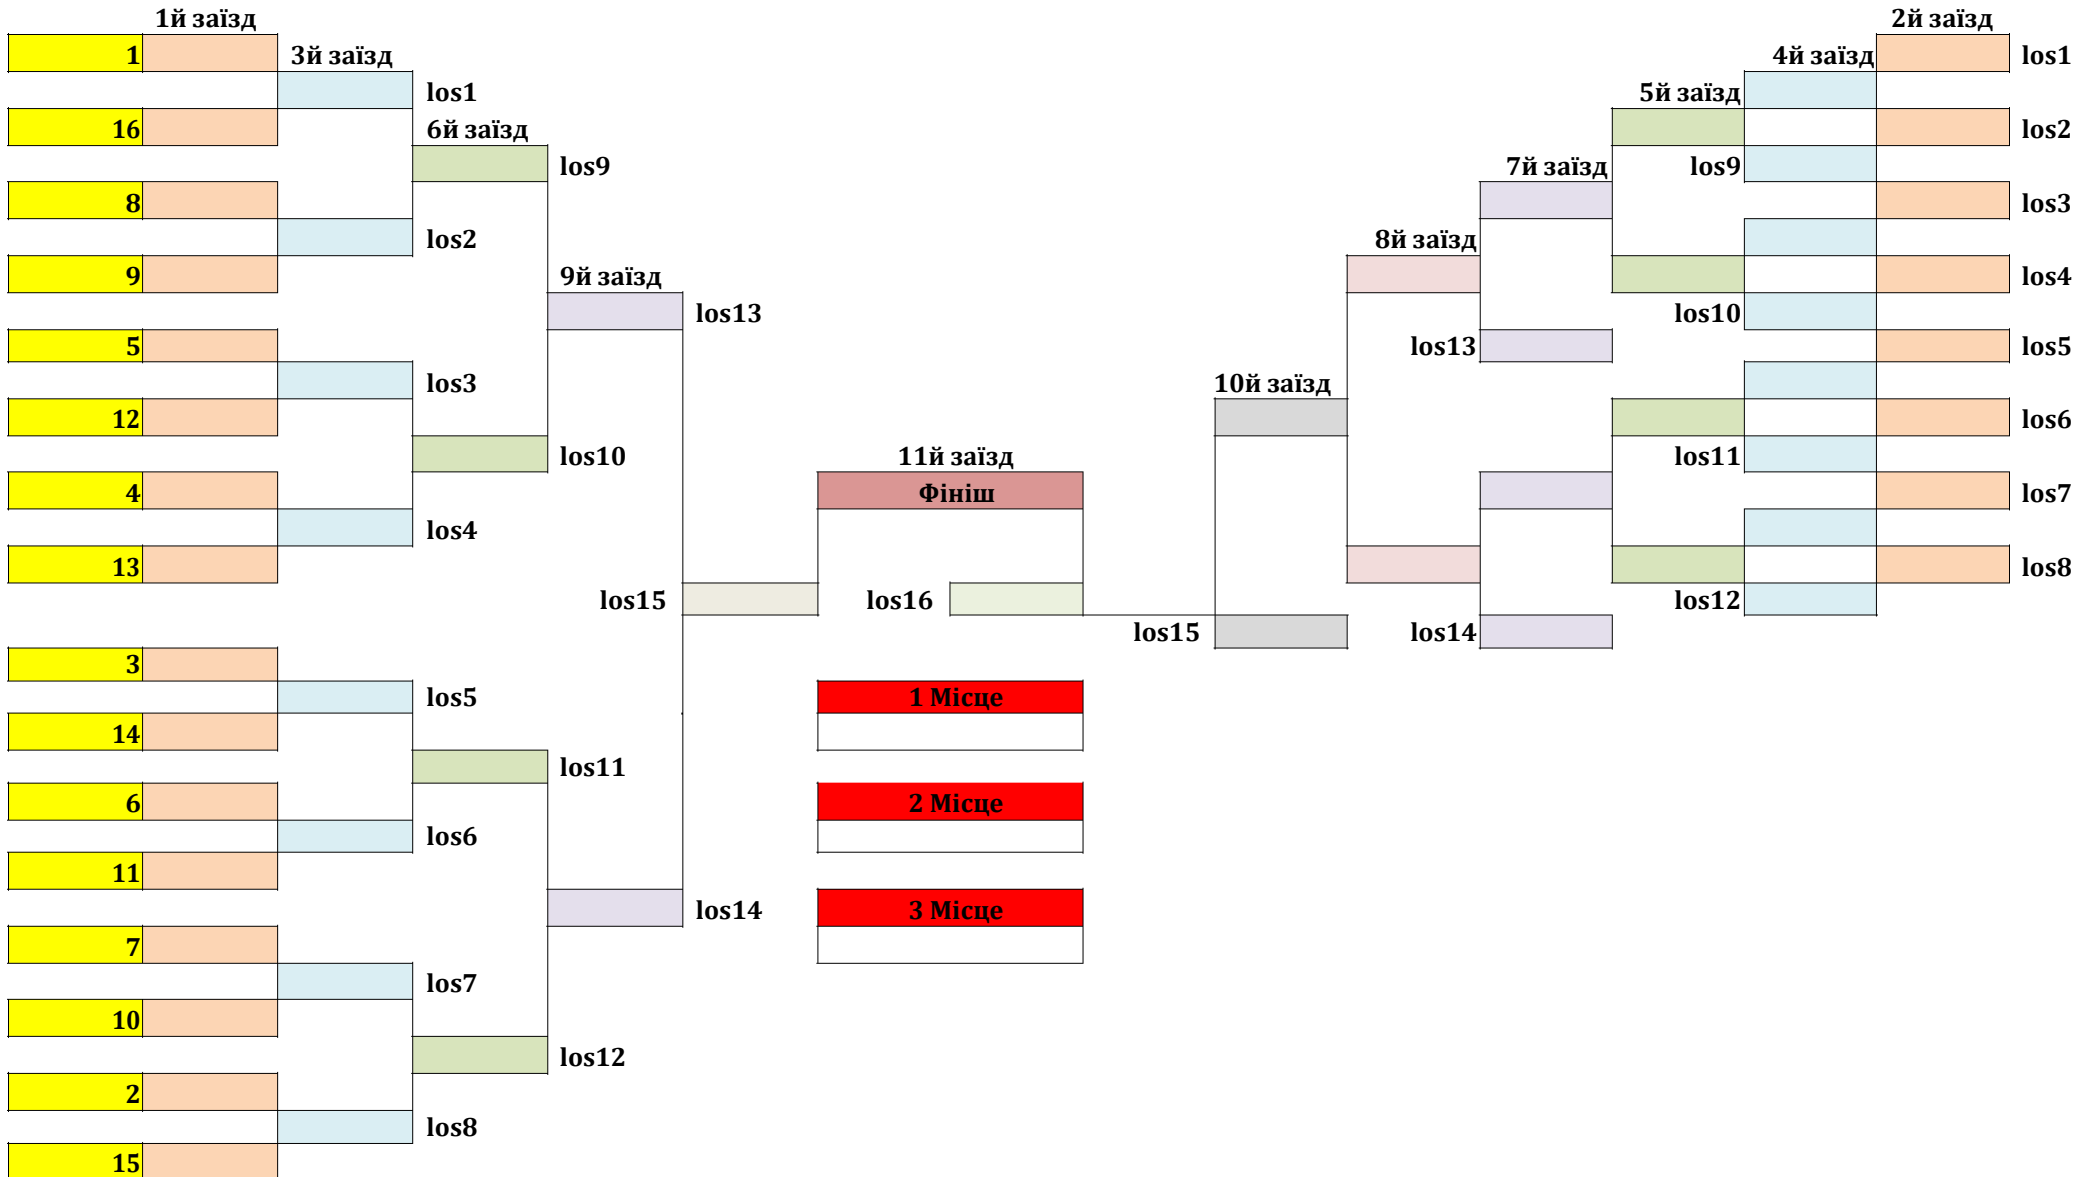 1й заїзд 2й заїзд
1 3й заїзд 4й заїзд los1
los1 5й заїзд
16 6й заїзд los2
los9 7й заїзд los9
8 los3
los2 8й заїзд
9 9й заїзд los4
los13 los10
5 los13 los5
los3 10й заїзд
12 los6
los10 11й заїзд los11
4 Фініш los7
los4
13 los8
los15 los16 los12
los15 los14
3
los5 1 Місце
14
los11
6 2 Місце
los6
11
los14 3 Місце
7
los7
10
los12
2
los8
15